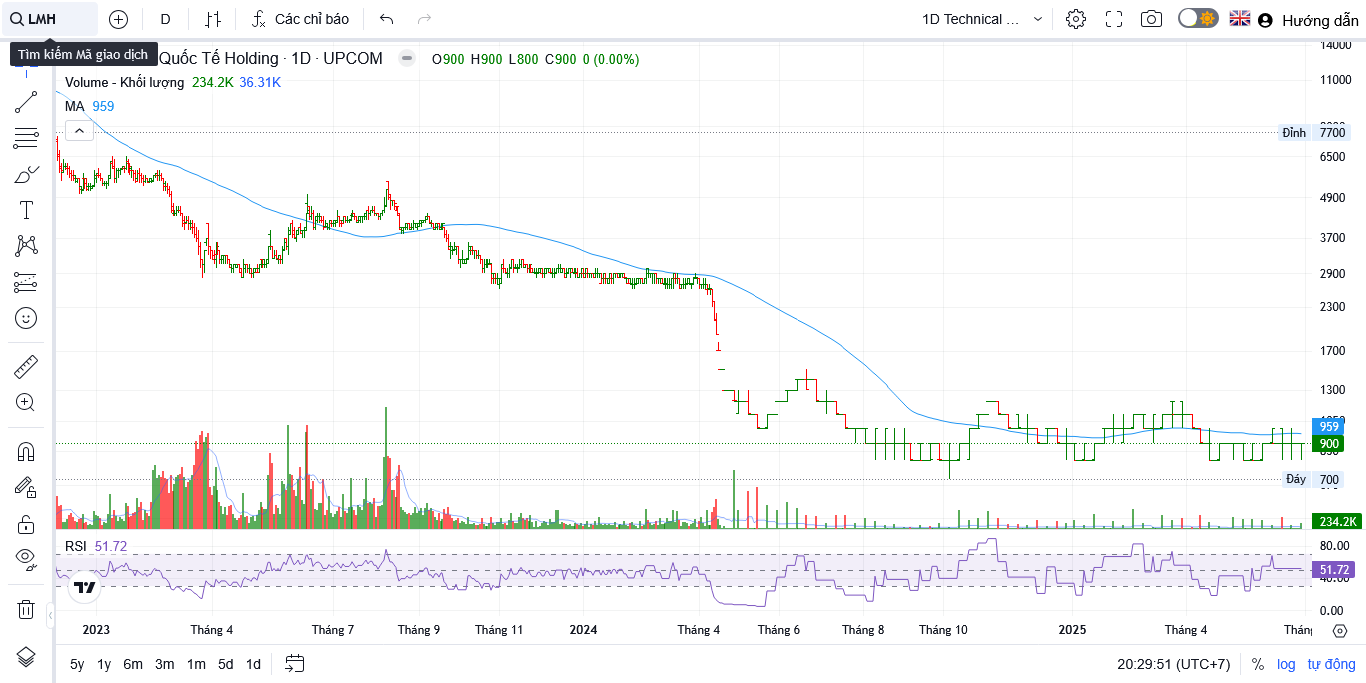 LMH D Các chỉ báo 1D Technical ... Hướng dẫn
Tìm kiếm Mã giao dịch
Quốc Tế Holding · 1D · UPCOM O900 H900 L800 C900 0 (0.00%)
Volume - Khối lượng 234.2K 36.31K
MA 959
14000
11000
Đỉnh 7700
6500
4900
3700
2900
2300
1700
1300
959
900
Đáy 700
234.2K
RSI 51.72
80.00
51.72
40.00
0.00
2023 Tháng 4 Tháng 7 Tháng 9 Tháng 11 2024 Tháng 4 Tháng 6 Tháng 8 Tháng 10 2025 Tháng 4 Tháng
5y 1y 6m 3m 1m 5d 1d 20:29:51 (UTC+7) % log tự động